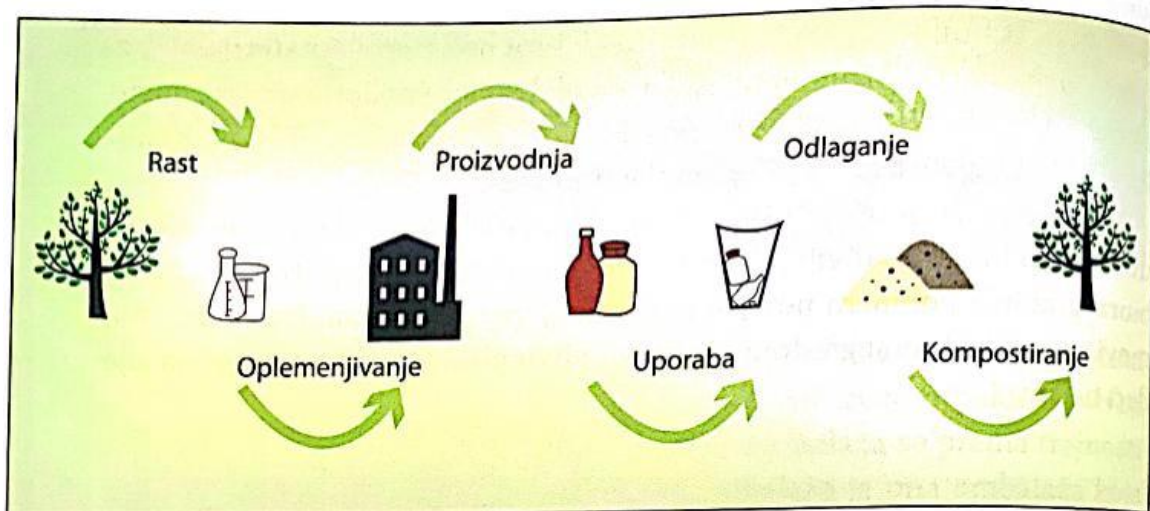 Rast
Proizvodnja
Odlaganje
Oplemenjivanje
Uporaba
Kompostiranje